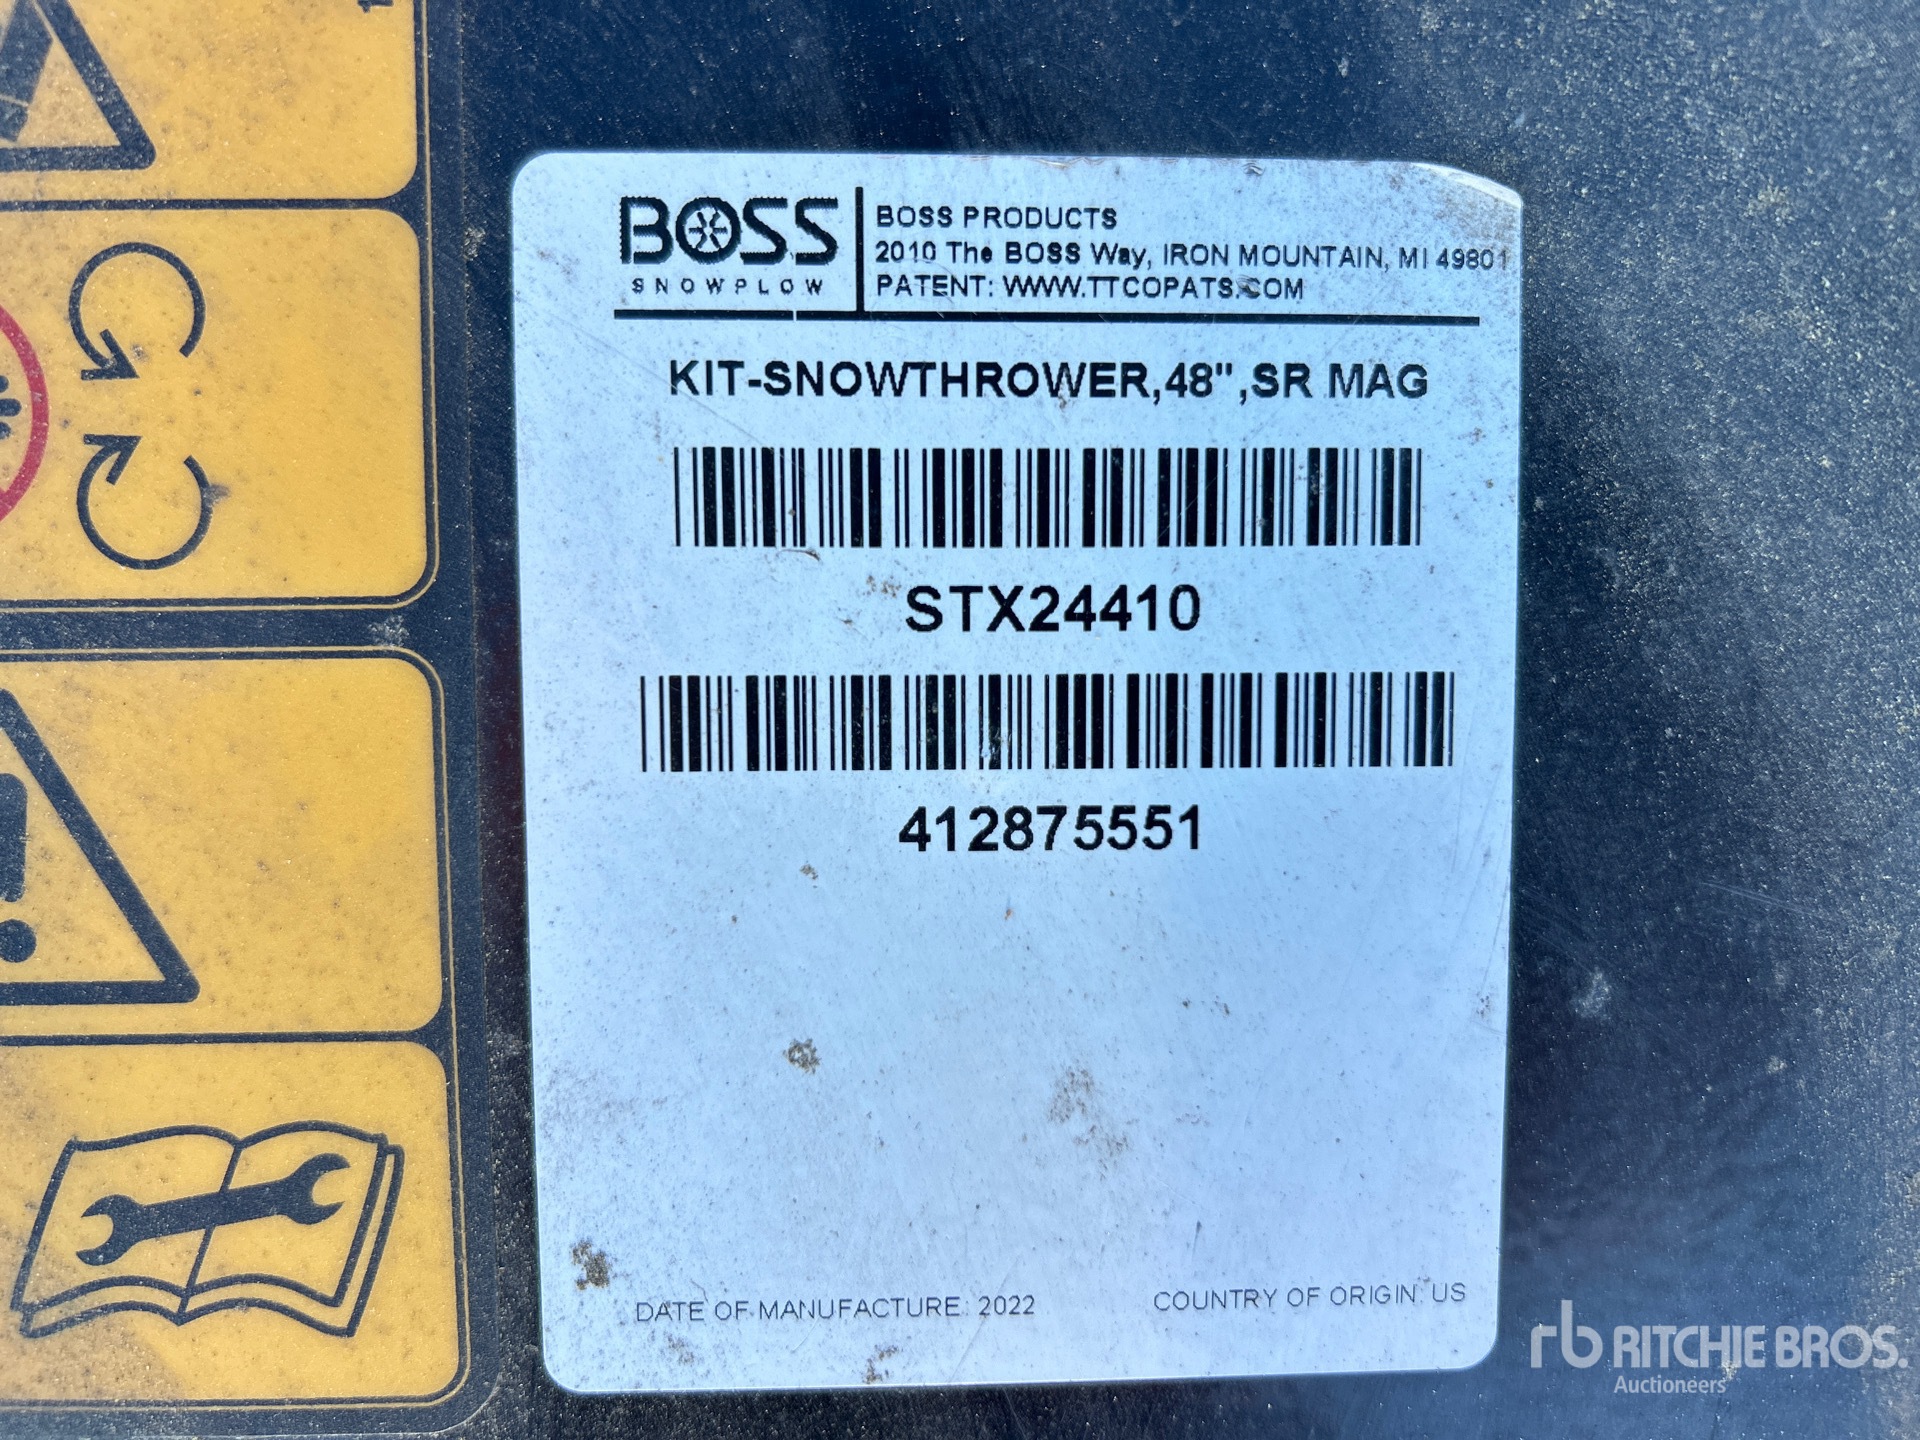 BOSS
SNOWPLOW
BOSS PRODUCTS
2010 The BOSS Way, IRON MOUNTAIN, MI 49801
PATENT: WWW.TTCOPATS.COM
KIT-SNOWTHROWER,48",SR MAG
STX24410
412875551
DATE OF MANUFACTURE: 2022
COUNTRY OF ORIGIN: US
rb RITCHIE BROS.
Auctioneers